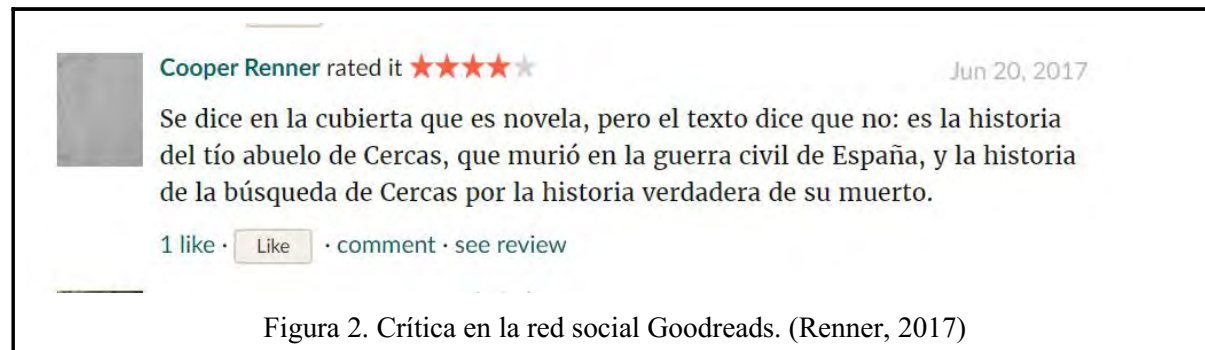 Cooper Renner rated it
Jun 20, 2017
Se dice en la cubierta que es novela, pero el texto dice que no: es la historia
del tío abuelo de Cercas, que murió en la guerra civil de España, y la historia
de la búsqueda de Cercas por la historia verdadera de su muerto.
1 like · Like · comment · see review
Figura 2. Crítica en la red social Goodreads. (Renner, 2017)